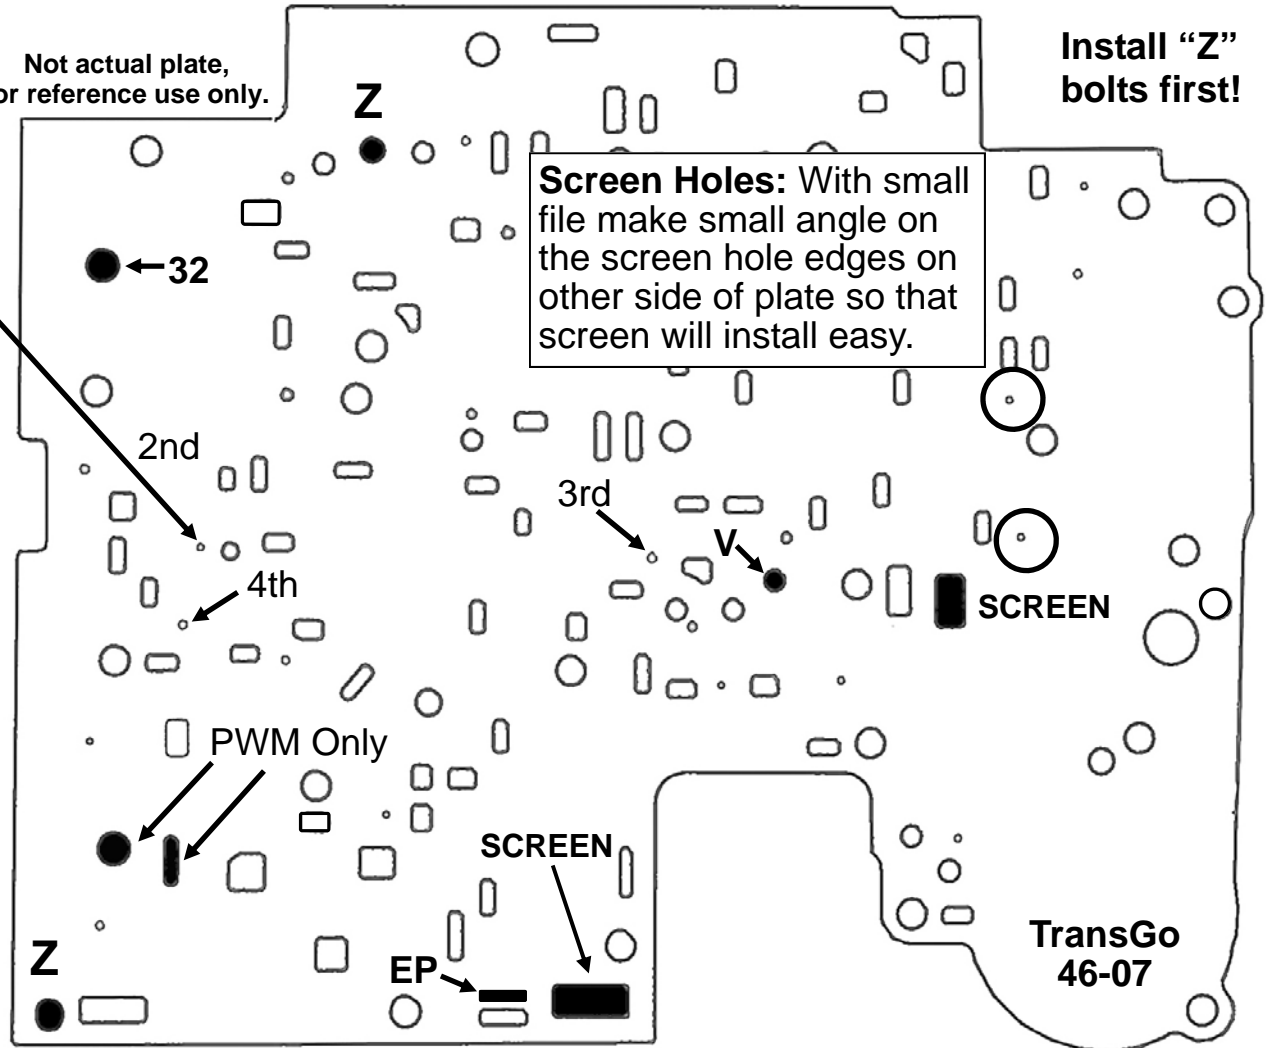 Not actual plate,
or reference use only.
Z
Install “Z”
bolts first!
Screen Holes: With small
file make small angle on
the screen hole edges on
other side of plate so that
screen will install easy.
32
2nd
3rd
V
4th
SCREEN
PWM Only
SCREEN
EP
Z
TransGo
46-07